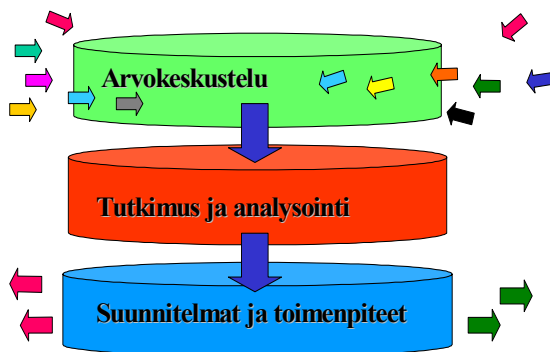 Arvokeskustelu
Tutkimus ja analysointi
Suunnitelmat ja toimenpiteet